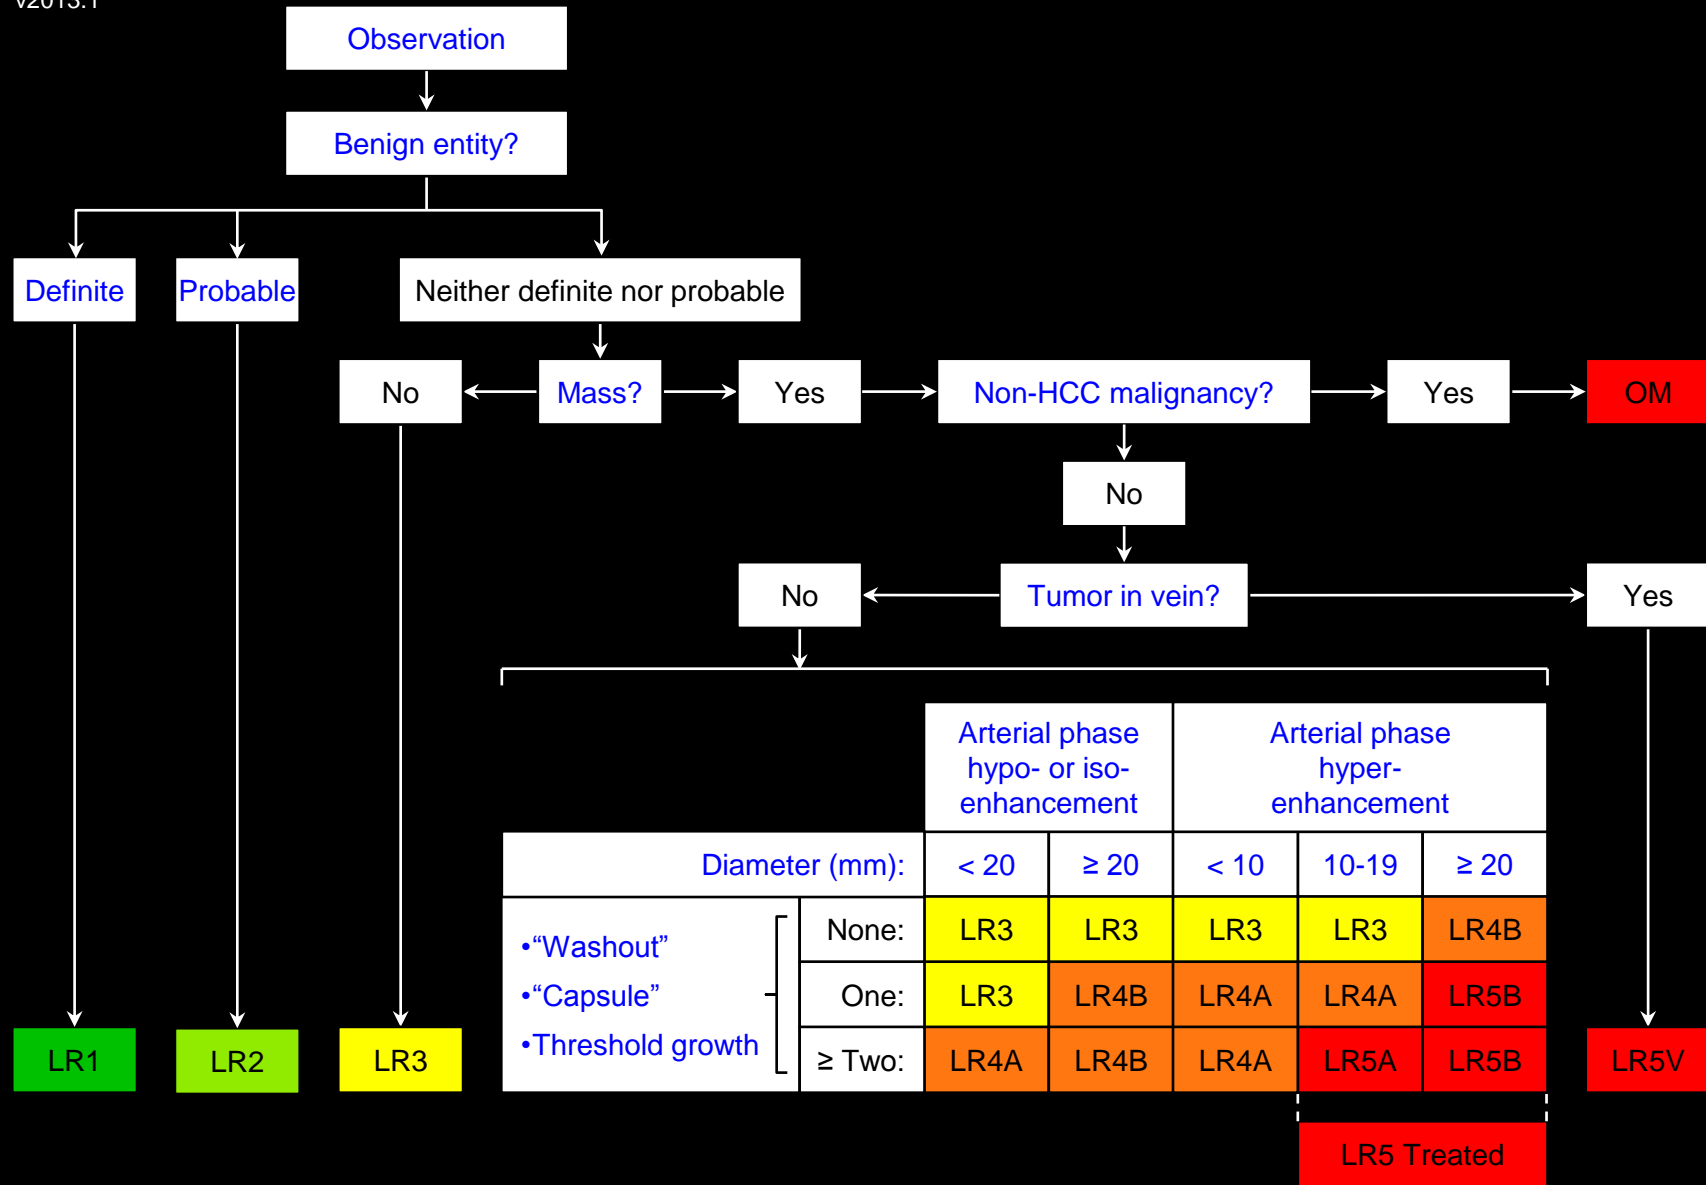 v2013.1
Observation
Benign entity?
Definite
Probable
Neither definite nor probable
No
Mass?
Yes
Non-HCC malignancy?
Yes
OM
No
No
Tumor in vein?
Yes
Arterial phase
hypo- or iso-
enhancement
Arterial phase
hyper-
enhancement
Diameter (mm):
< 20
≥ 20
< 10
10-19
≥ 20
•“Washout”
•“Capsule”
•Threshold growth
None:
LR3
LR3
LR3
LR3
LR4B
One:
LR3
LR4B
LR4A
LR4A
LR5B
≥ Two:
LR4A
LR4B
LR4A
LR5A
LR5B
LR1
LR2
LR3
LR5V
LR5 Treated